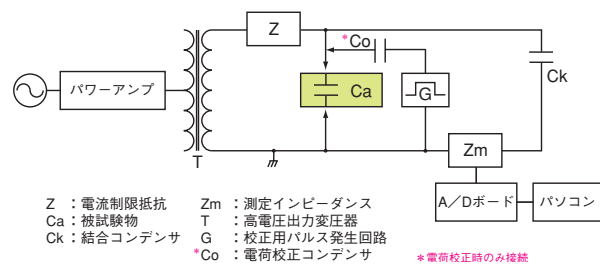 Z
*Co
Ck
パワーアンプ
Ca
G
T
Zm
A/Dボード
パソコン
Z ：電流制限抵抗
Ca：被試験物
Ck：結合コンデンサ
Zm：測定インピーダンス
T ：高電圧出力変圧器
G ：校正用パルス発生回路
*Co：電荷校正コンデンサ
*電荷校正時のみ接続